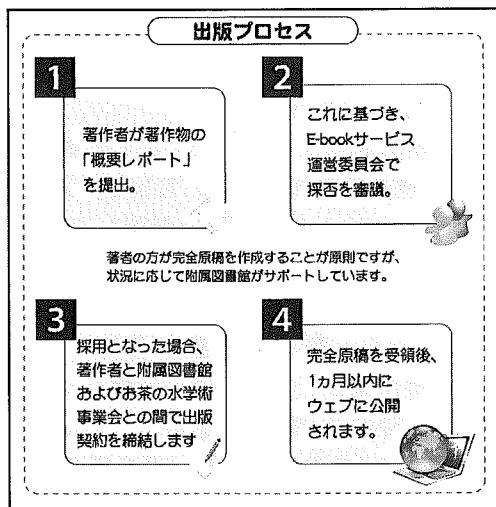 出版プロセス
1
著作者が著作物の
「概要レポート」
を提出。
2
これに基づき、
E-bookサービス
運営委員会で
採否を審議。
著者の方が完全原稿を作成することが原則ですが、
状況に応じて附属図書館がサポートしています。
3
採用となった場合、
著作者と附属図書館
およびお茶の水学術
事業会との間で出版
契約を締結します
4
完全原稿を受領後、
1ヵ月以内に
ウェブに公開
されます。